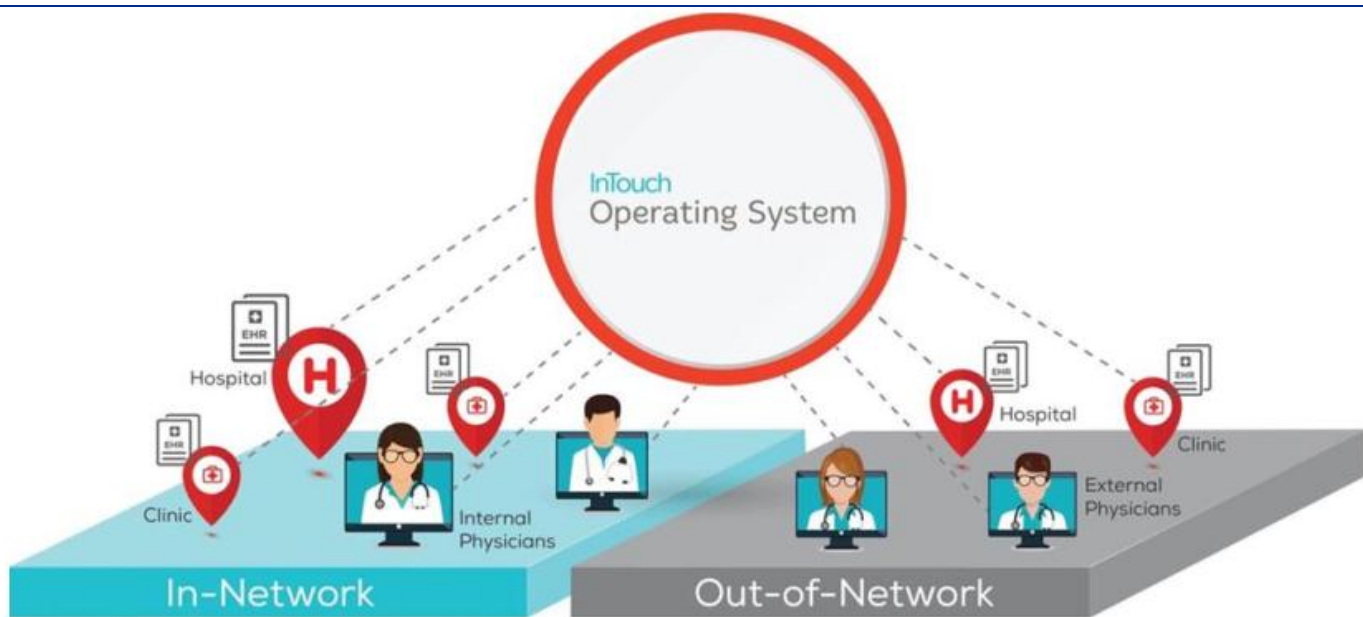 InTouch
Operating System
EHR
Hospital
H
EHR
EHR
Clinic
Internal
Physicians
EHR
H
Hospital
EHR
Clinic
External
Physicians
In-Network
Out-of-Network